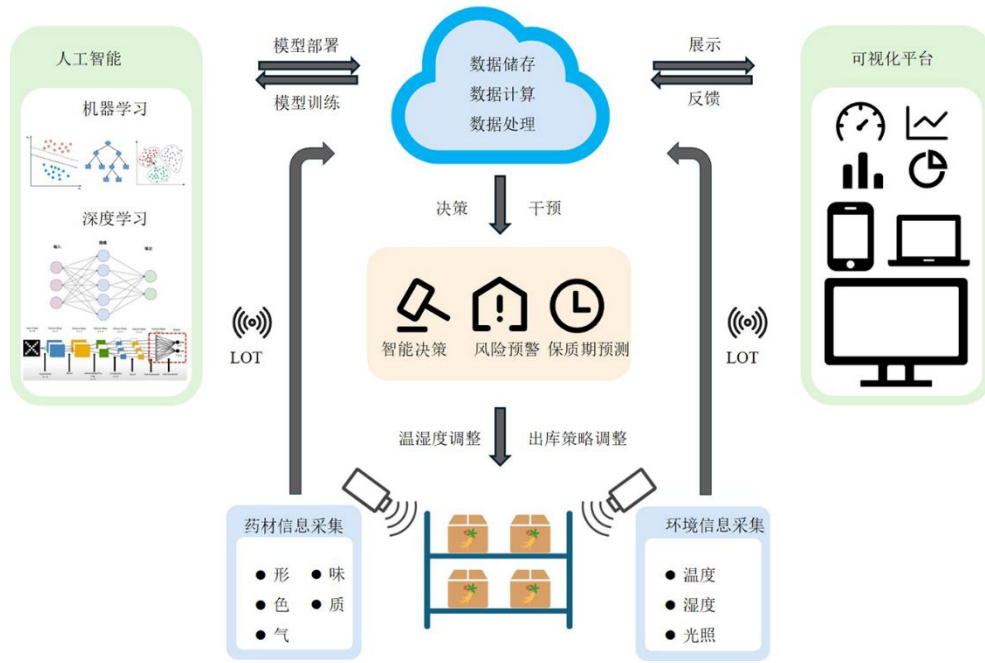 人工智能
机器学习
深度学习
输入
输出
模型部署
模型训练
数据储存
数据计算
数据处理
展示
反馈
可视化平台
决策
干预
智能决策
风险预警
保质期预测
LOT
LOT
温湿度调整
出库策略调整
药材信息采集
形
味
色
质
气
环境信息采集
温度
湿度
光照